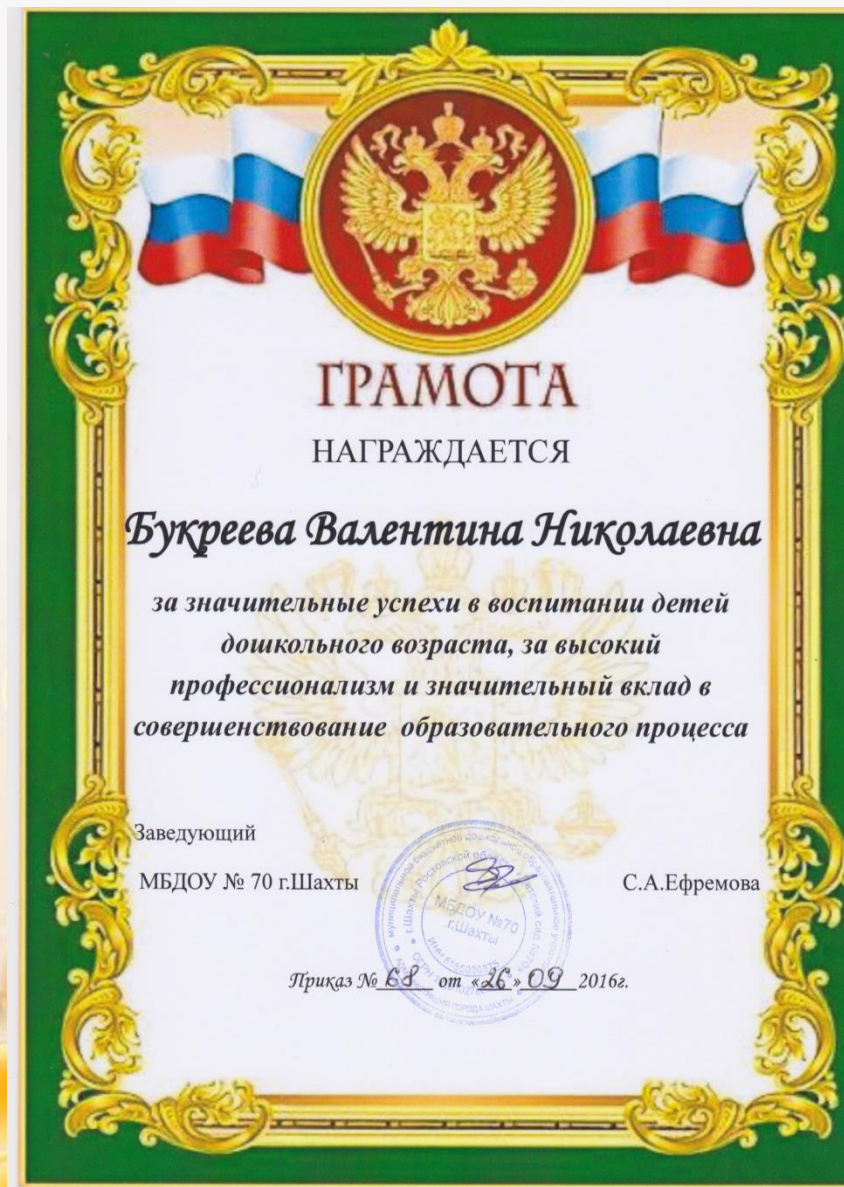 ГРАМОТА
НАГРАЖДАЕТСЯ
Букреева Валентина Николаевна
за значительные успехи в воспитании детей
дошкольного возраста, за высокий
профессионализм и значительный вклад в
совершенствование образовательного процесса
Заведующий
МБДОУ № 70 г.Шахты
С.А.Ефремова
МБДОУ №70
г.Шахты
Приказ № 68 от «26» 09 2016г.